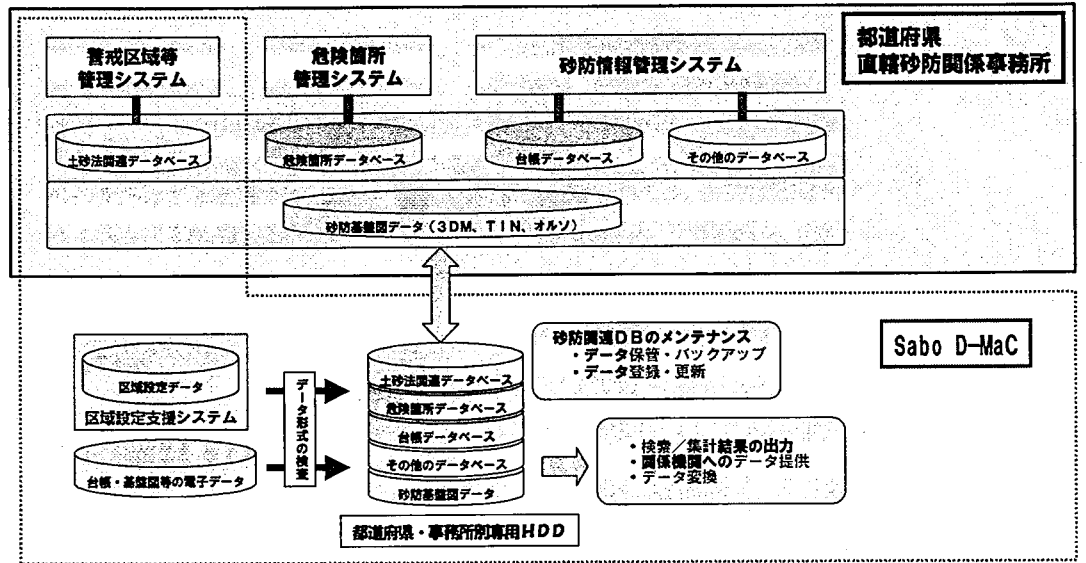 都道府県
直轄砂防関係事務所
警戒区域等
管理システム
危険箇所
管理システム
砂防情報管理システム
土砂法関連データベース
危険箇所データベース
台帳データベース
その他のデータベース
砂防基盤図データ(3DM、TIN、オルソ)
Sabo D-MaC
区域設定データ
区域設定支援システム
台帳・基盤図等の電子データ
データ形式の検査
土砂法関連データベース
危険箇所データベース
台帳データベース
その他のデータベース
砂防基盤図データ
都道府県・事務所別専用HDD
砂防関連DBのメンテナンス
・データ保管・バックアップ
・データ登録・更新
・検索/集計結果の出力
・関係機関へのデータ提供
・データ変換